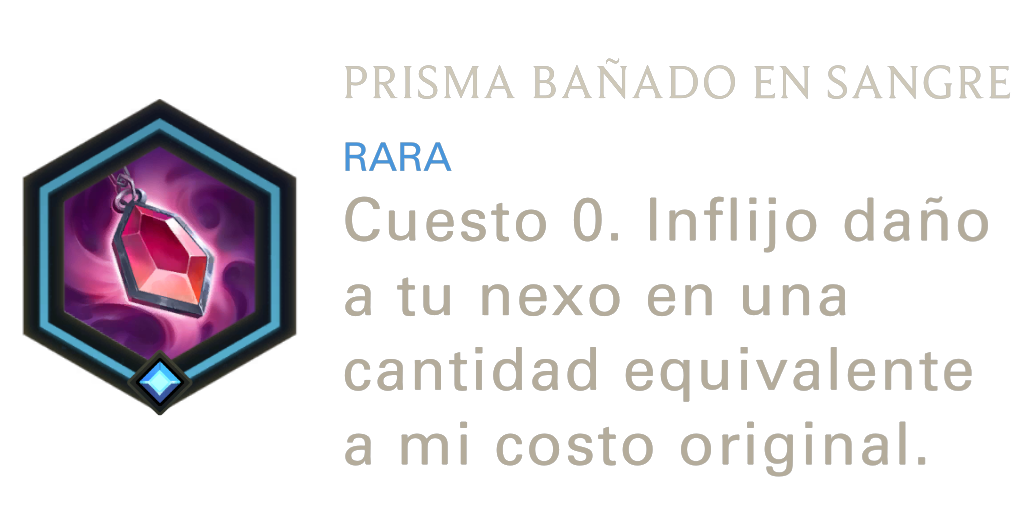 PRISMA BAÑADO EN SANGRE
RARA
Cuesto 0. Inflijo daño
a tu nexo en una
cantidad equivalente
a mi costo original.